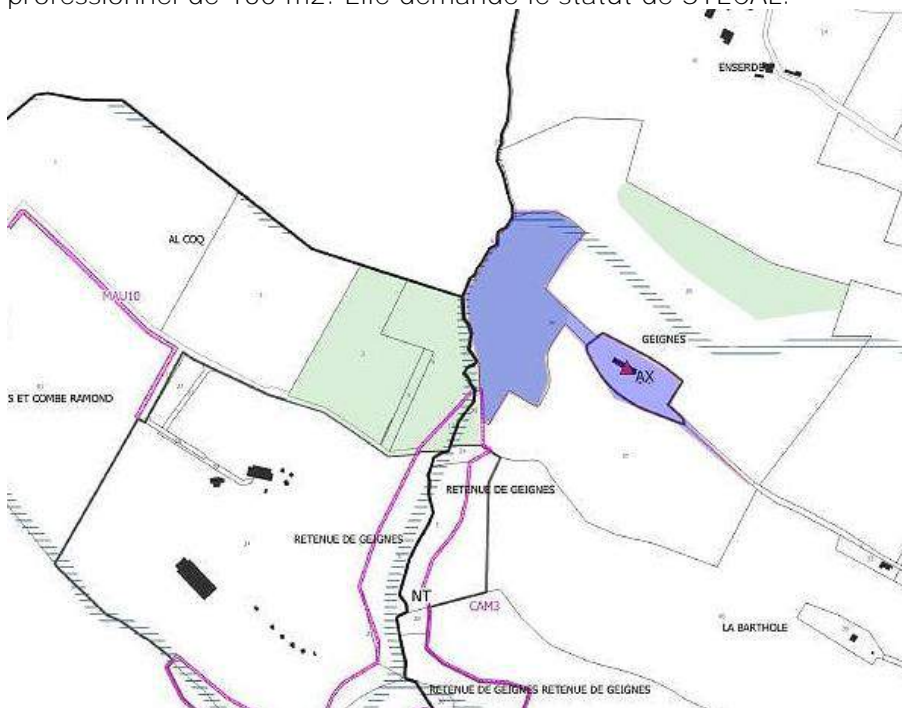 professionnel de 100 m2. Elle demande le statut de STECAL.
ENSERDE
AL COQ
MAU10
GEIGNES
AX
S ET COMBE RAMOND
RETENUE DE GEIGNES
RETENUE DE GEIGNES
NT
CAM3
LA BARTHOLE
RETENUE DE GEIGNES RETENUE DE GEIGNES